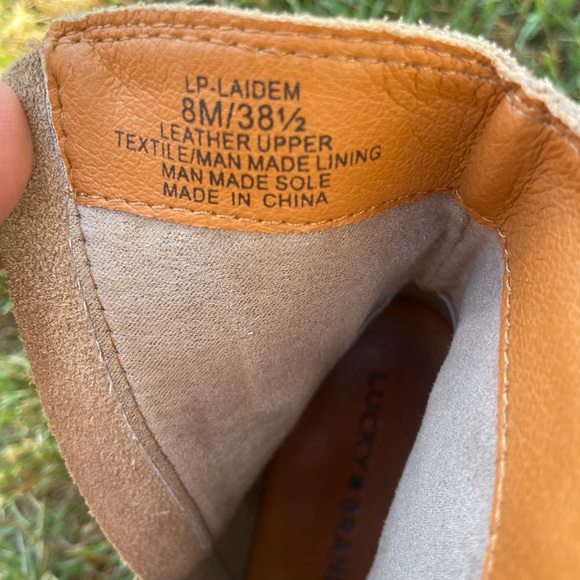 LP-LAIDEM
8M/38½
LEATHER UPPER
TEXTILE/MAN MADE LINING
MAN MADE SOLE
MADE IN CHINA
LUCKY BRAND